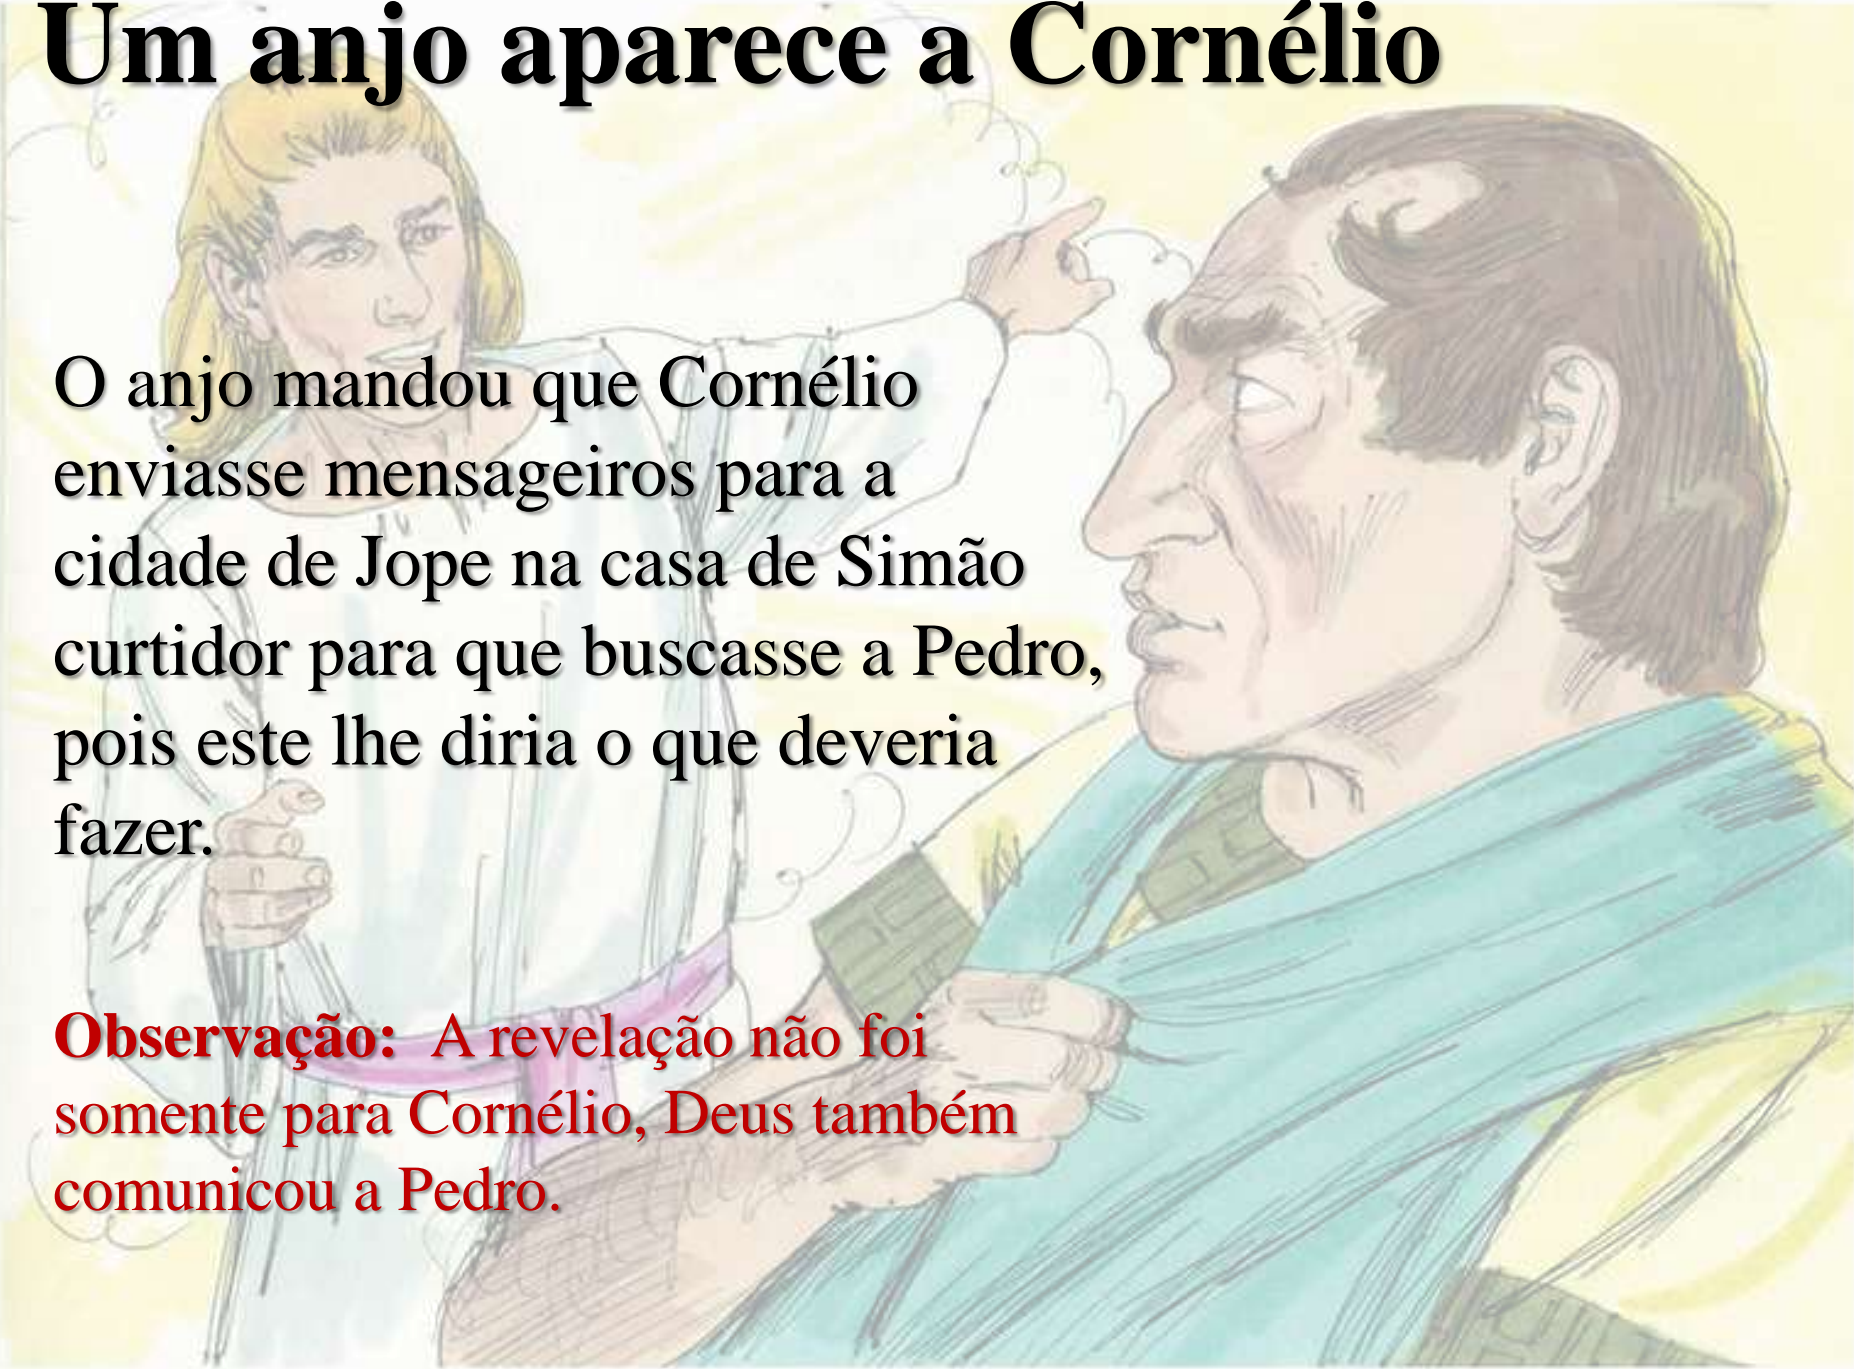 Um anjo aparece a Cornélio
O anjo mandou que Cornélio
enviasse mensageiros para a
cidade de Jope na casa de Simão
curtidor para que buscasse a Pedro,
pois este lhe diria o que deveria
fazer.
Observação: A revelação não foi
somente para Cornélio, Deus também
comunicou a Pedro.